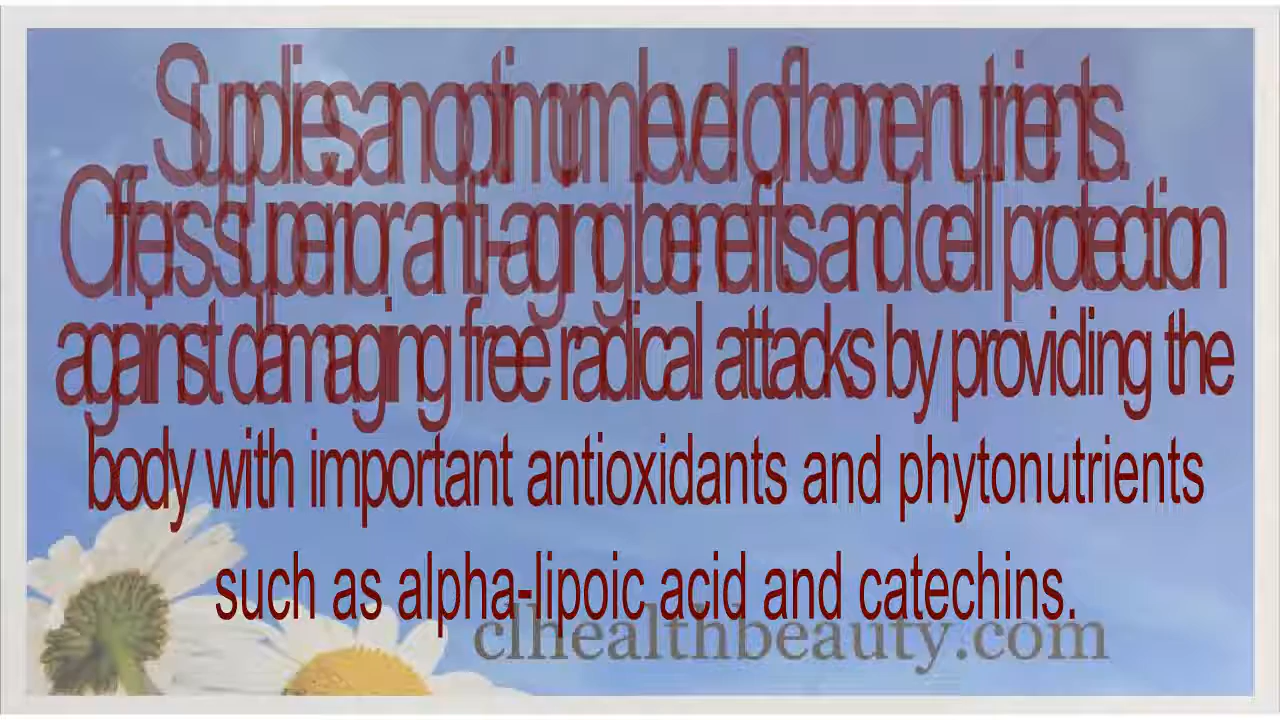 Supplies an optimum level of bone nutrients.
Offers superior anti-aging benefits and cell protection
against damaging free radical attacks by providing the
body with important antioxidants and phytonutrients
such as alpha-lipoic acid and catechins.
clhealthbeauty.com